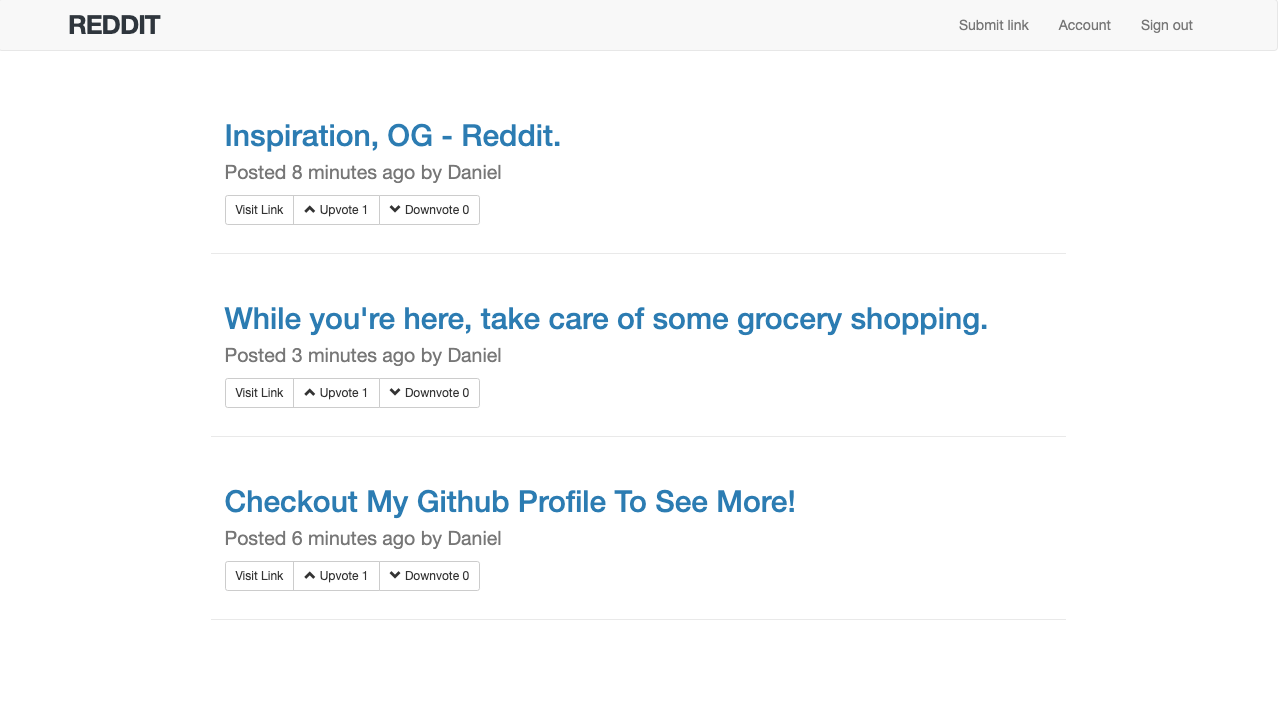 REDDIT Submit link Account Sign out
Inspiration, OG - Reddit.
Posted 8 minutes ago by Daniel
Visit Link Upvote 1 Downvote 0
While you're here, take care of some grocery shopping.
Posted 3 minutes ago by Daniel
Visit Link Upvote 1 Downvote 0
Checkout My Github Profile To See More!
Posted 6 minutes ago by Daniel
Visit Link Upvote 1 Downvote 0